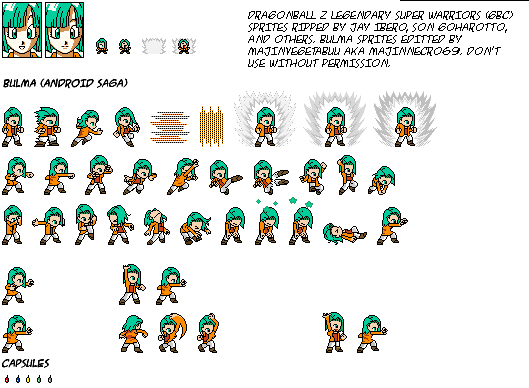 DRAGONBALL Z LEGENDARY SUPER WARRIORS (GBC)
SPRITES RIPPED BY JAY IBERO, SON GOHAROTTO,
AND OTHERS. BULMA SPRITES EDITTED BY
MAJINVEGETABUU AKA MAJINNECRO69. DON'T
USE WITHOUT PERMISSION.
BULMA (ANDROID SAGA)
CAPSULES